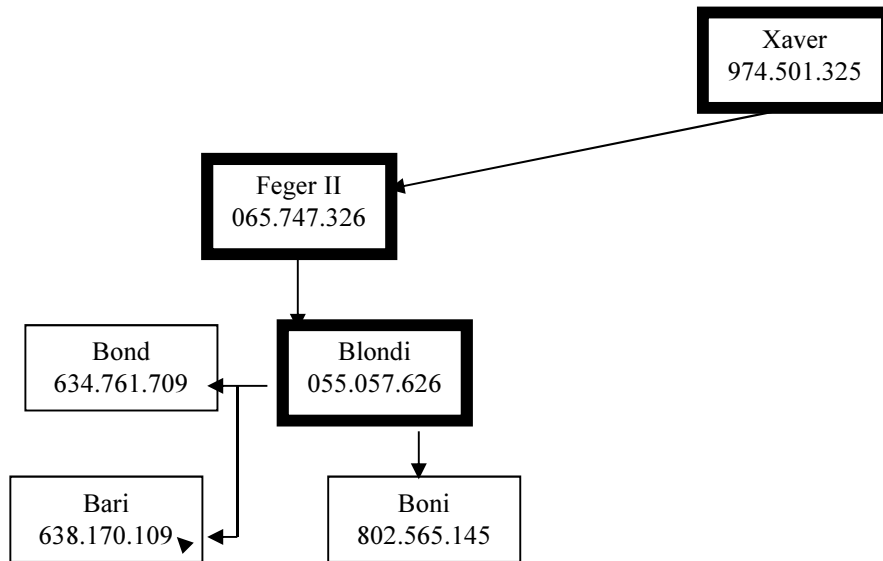 Xaver
974.501.325
Feger II
065.747.326
Bond
634.761.709
Blondi
055.057.626
Bari
638.170.109
Boni
802.565.145